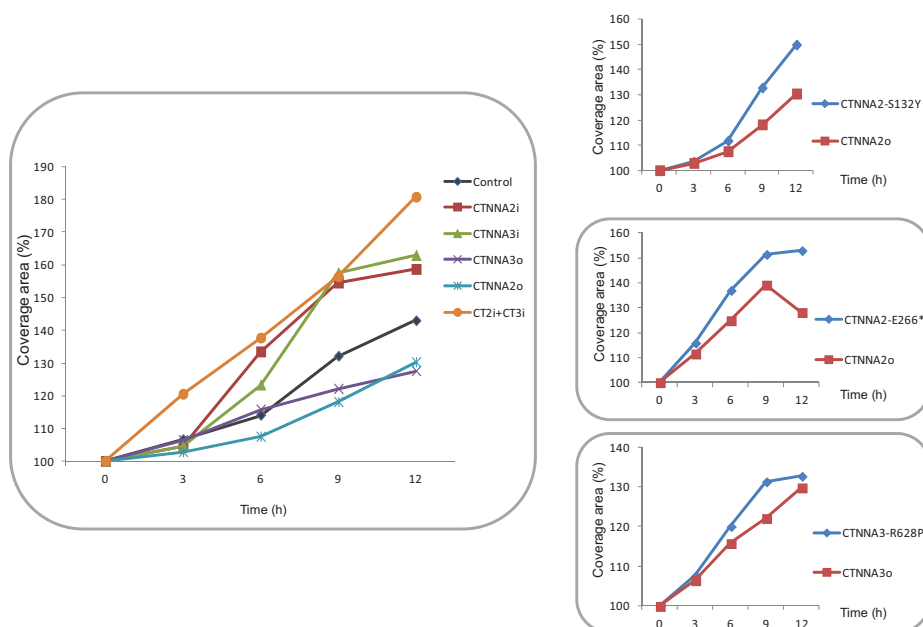 Coverage area (%)
190
180
170
160
150
140
130
120
110
100
0 3 6 9 12
Time (h)
Control
CTNNA2i
CTNNA3i
CTNNA3o
CTNNA2o
CT2i+CT3i
Coverage area (%)
160
150
140
130
120
110
100
0 3 6 9 12
Time (h)
CTNNA2-S132Y
CTNNA2o
Coverage area (%)
160
150
140
130
120
110
100
0 3 6 9 12
Time (h)
CTNNA2-E266*
CTNNA2o
Coverage area (%)
140
130
120
110
100
0 3 6 9 12
Time (h)
CTNNA3-R628P
CTNNA3o